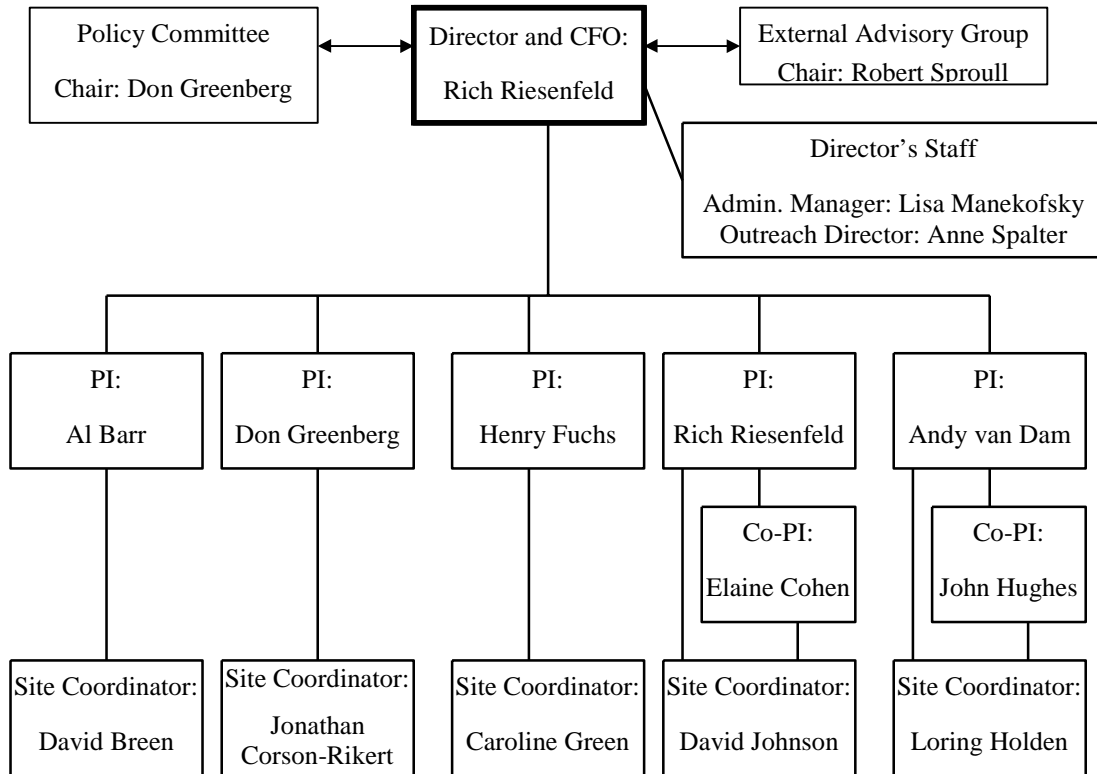 Policy Committee
Chair: Don Greenberg
Director and CFO:
Rich Riesenfeld
External Advisory Group
Chair: Robert Sproull
Director’s Staff
Admin. Manager: Lisa Manekofsky
Outreach Director: Anne Spalter
PI:
Al Barr
PI:
Don Greenberg
PI:
Henry Fuchs
PI:
Rich Riesenfeld
PI:
Andy van Dam
Co-PI:
Elaine Cohen
Co-PI:
John Hughes
Site Coordinator:
David Breen
Site Coordinator:
Jonathan
Corson-Rikert
Site Coordinator:
Caroline Green
Site Coordinator:
David Johnson
Site Coordinator:
Loring Holden